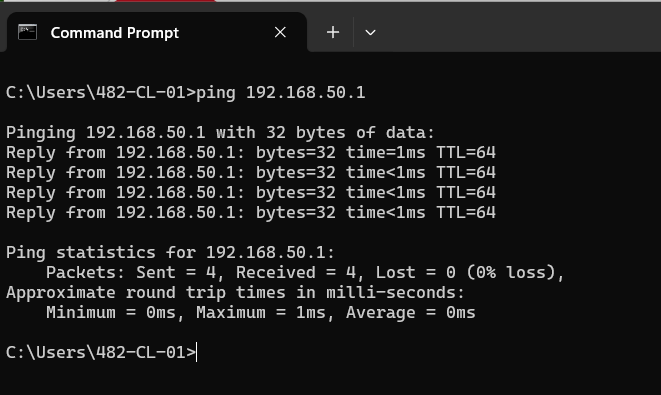 Command Prompt
C:\Users\482-CL-01>ping 192.168.50.1
Pinging 192.168.50.1 with 32 bytes of data:
Reply from 192.168.50.1: bytes=32 time=1ms TTL=64
Reply from 192.168.50.1: bytes=32 time<1ms TTL=64
Reply from 192.168.50.1: bytes=32 time<1ms TTL=64
Reply from 192.168.50.1: bytes=32 time<1ms TTL=64
Ping statistics for 192.168.50.1:
    Packets: Sent = 4, Received = 4, Lost = 0 (0% loss),
Approximate round trip times in milli-seconds:
    Minimum = 0ms, Maximum = 1ms, Average = 0ms
C:\Users\482-CL-01>